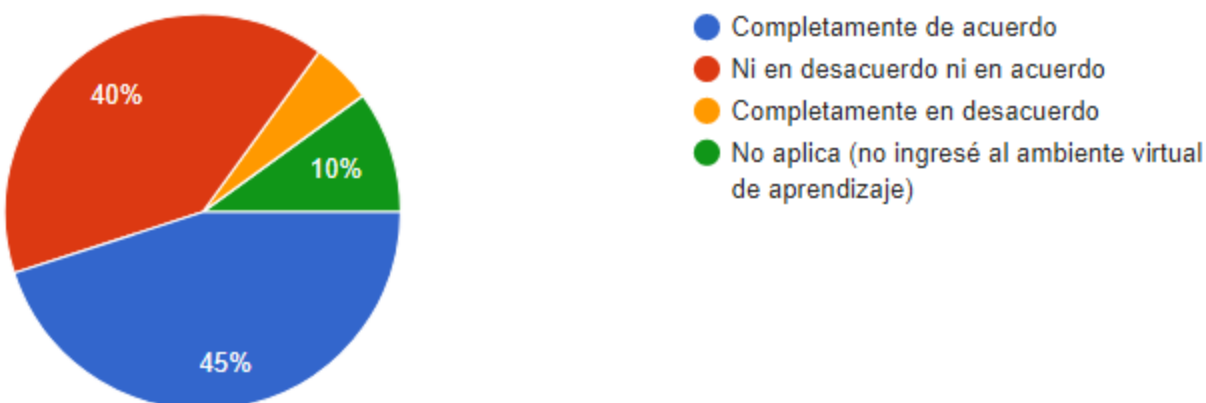 40%
10%
45%
Completamente de acuerdo
Ni en desacuerdo ni en acuerdo
Completamente en desacuerdo
No aplica (no ingresé al ambiente virtual
de aprendizaje)